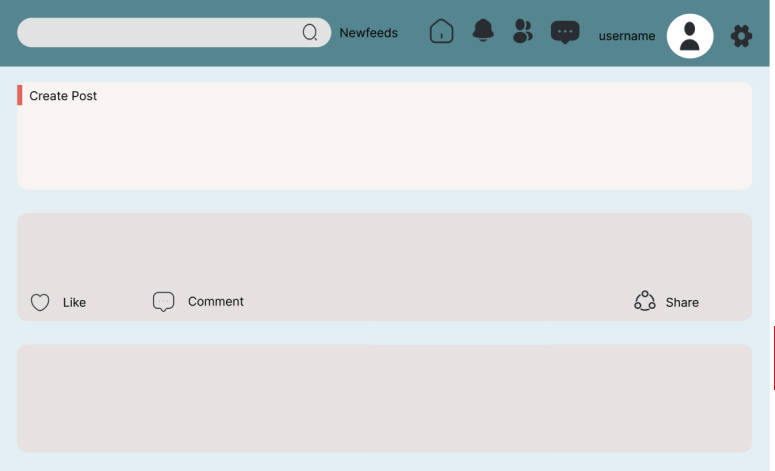 Newfeeds
username
Create Post
Like
Comment
Share